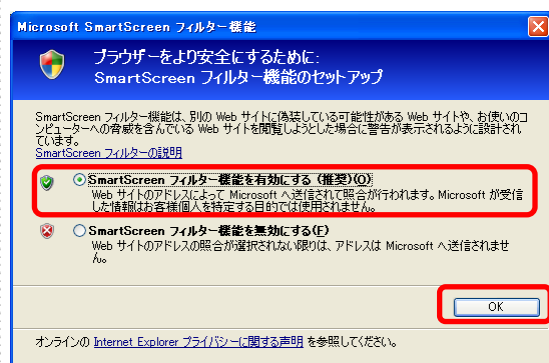 Microsoft SmartScreen フィルター機能
ブラウザーをより安全にするために:
SmartScreen フィルター機能のセットアップ
SmartScreen フィルター機能は、別の Web サイトに偽装している可能性がある Web サイトや、お使いのコ
ンピューターへの脅威を含んでいる Web サイトを閲覧しようとした場合に警告が表示されるように設計され
ています。
SmartScreen フィルターの説明
SmartScreen フィルター機能を有効にする (推奨)(O)
Web サイトのアドレスによって Microsoft へ送信されて照合が行われます。Microsoft が受信
した情報はお客様個人を特定する目的では使用されません。
SmartScreen フィルター機能を無効にする(F)
Web サイトのアドレスの照合が選択されない限りは、アドレスは Microsoft へ送信されませ
ん。
OK
オンラインの Internet Explorer プライバシーに関する声明 を参照してください。